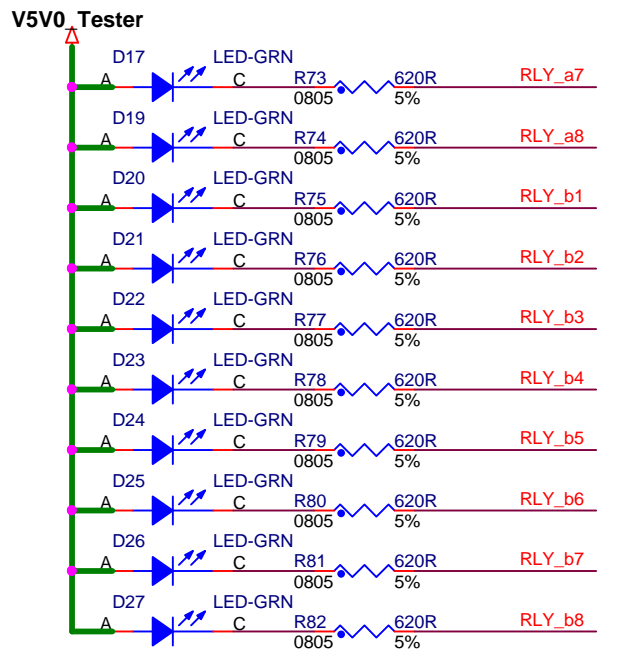 V5V0_Tester
D17 LED-GRN
A C R73 620R RLY_a7
0805 5%
D19 LED-GRN
A C R74 620R RLY_a8
0805 5%
D20 LED-GRN
A C R75 620R RLY_b1
0805 5%
D21 LED-GRN
A C R76 620R RLY_b2
0805 5%
D22 LED-GRN
A C R77 620R RLY_b3
0805 5%
D23 LED-GRN
A C R78 620R RLY_b4
0805 5%
D24 LED-GRN
A C R79 620R RLY_b5
0805 5%
D25 LED-GRN
A C R80 620R RLY_b6
0805 5%
D26 LED-GRN
A C R81 620R RLY_b7
0805 5%
D27 LED-GRN
A C R82 620R RLY_b8
0805 5%